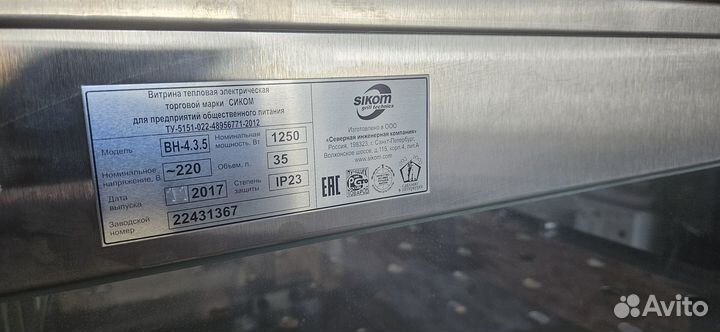 Витрина тепловая электрическая
торговой марки СИКОМ
для предприятий общественного питания
ТУ-5151-022-48956771-2012
Модель ВН-4.3.5 Номинальная мощность, Вт 1250
Номинальное напряжение, В ~220 Объем, л. 35
Дата выпуска 2017 Степень защиты IP23
Заводской номер 22431367
SIKOM
grill technics
Изготовлено в ООО
«Северная инженерная компания»
Россия, 198323, г. Санкт-Петербург,
Волхонское шоссе, д.115, корп.4, лит.А
www.sikom.com
EAC
Avito